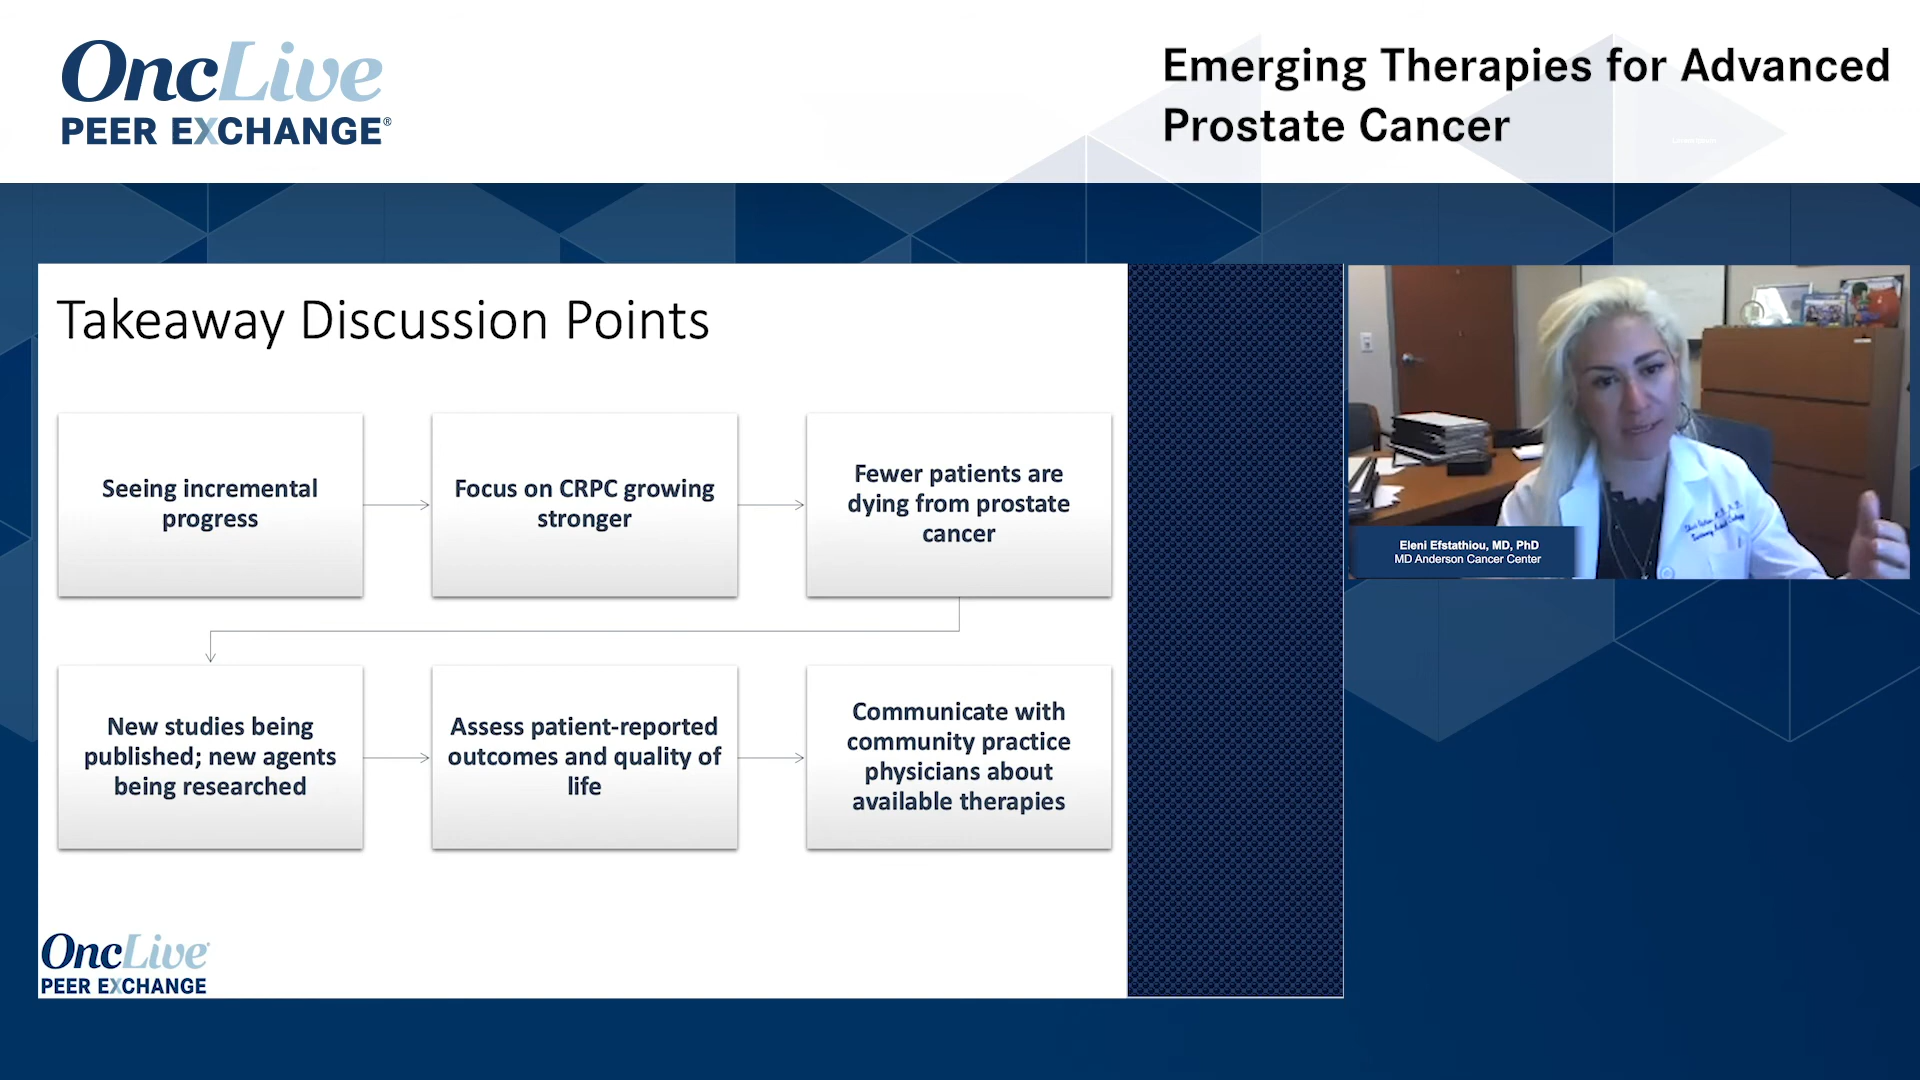 OncLive
PEER EXCHANGE®
Emerging Therapies for Advanced
Prostate Cancer
Takeaway Discussion Points
Seeing incremental
progress
Focus on CRPC growing
stronger
Fewer patients are
dying from prostate
cancer
New studies being
published; new agents
being researched
Assess patient-reported
outcomes and quality of
life
Communicate with
community practice
physicians about
available therapies
OncLive®
PEER EXCHANGE
Eleni Efstathiou, MD, PhD
MD Anderson Cancer Center